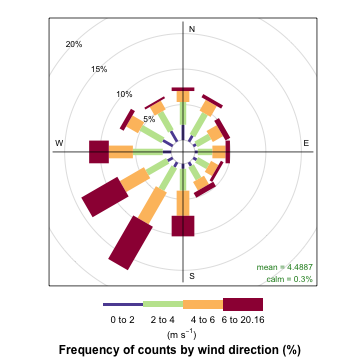 N
20%
15%
10%
5%
W
E
S
mean = 4.4887
calm = 0.3%
0 to 2 2 to 4 4 to 6 6 to 20.16
(m s⁻¹)
Frequency of counts by wind direction (%)